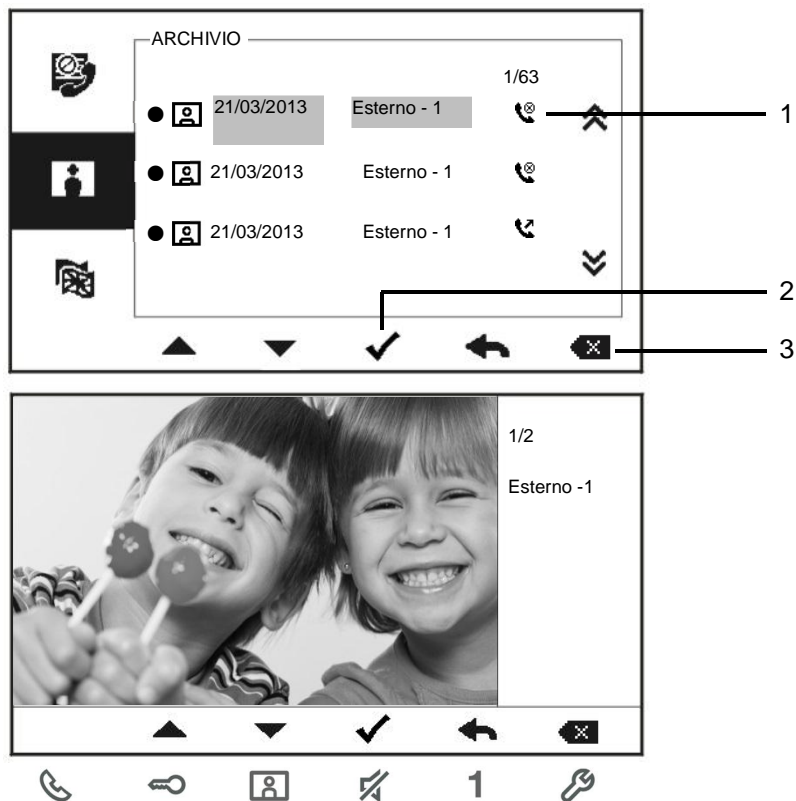 ARCHIVIO
1/63
21/03/2013 Esterno - 1
1
21/03/2013 Esterno - 1
21/03/2013 Esterno - 1
2
3
1/2
Esterno -1
1